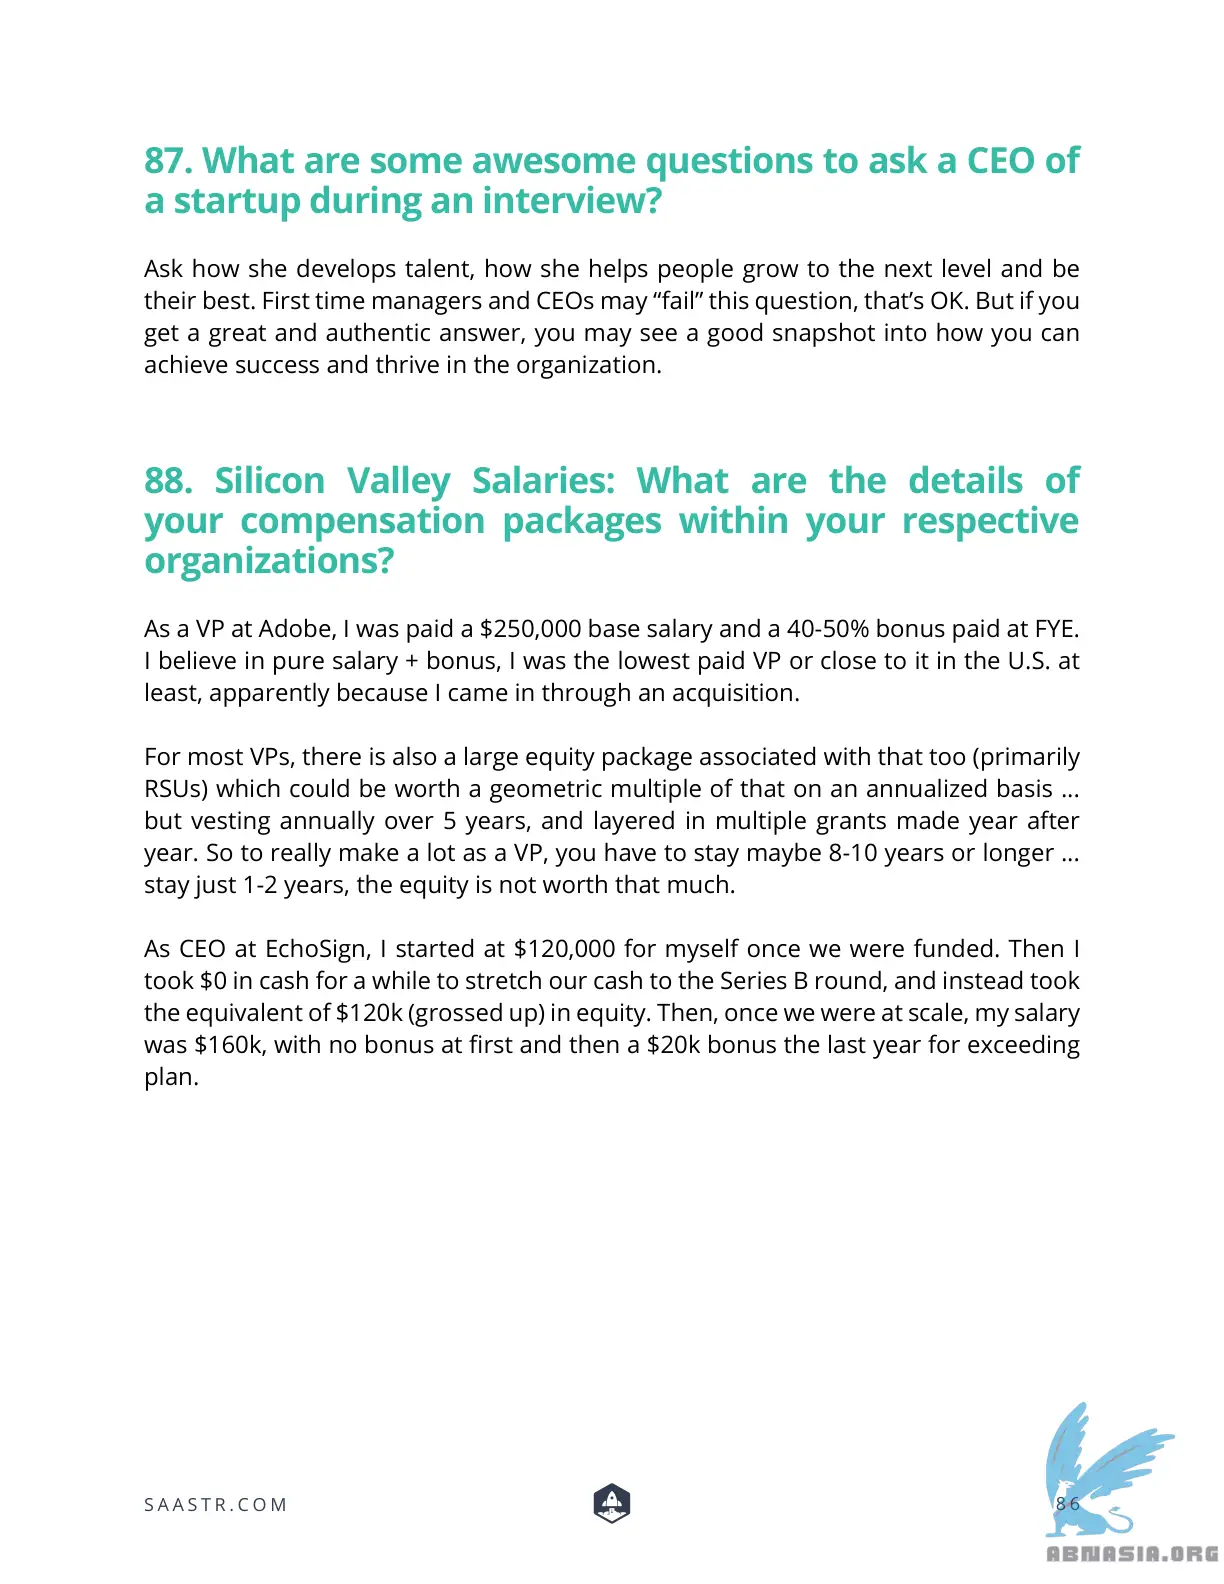 87. What are some awesome questions to ask a CEO of
a startup during an interview?
Ask how she develops talent, how she helps people grow to the next level and be
their best. First time managers and CEOs may “fail” this question, that’s OK. But if you
get a great and authentic answer, you may see a good snapshot into how you can
achieve success and thrive in the organization.
88. Silicon Valley Salaries: What are the details of
your compensation packages within your respective
organizations?
As a VP at Adobe, I was paid a $250,000 base salary and a 40-50% bonus paid at FYE.
I believe in pure salary + bonus, I was the lowest paid VP or close to it in the U.S. at
least, apparently because I came in through an acquisition.
For most VPs, there is also a large equity package associated with that too (primarily
RSUs) which could be worth a geometric multiple of that on an annualized basis ...
but vesting annually over 5 years, and layered in multiple grants made year after
year. So to really make a lot as a VP, you have to stay maybe 8-10 years or longer ...
stay just 1-2 years, the equity is not worth that much.
As CEO at EchoSign, I started at $120,000 for myself once we were funded. Then I
took $0 in cash for a while to stretch our cash to the Series B round, and instead took
the equivalent of $120k (grossed up) in equity. Then, once we were at scale, my salary
was $160k, with no bonus at first and then a $20k bonus the last year for exceeding
plan.
SAASTR.COM
86
ABNASIA.ORG